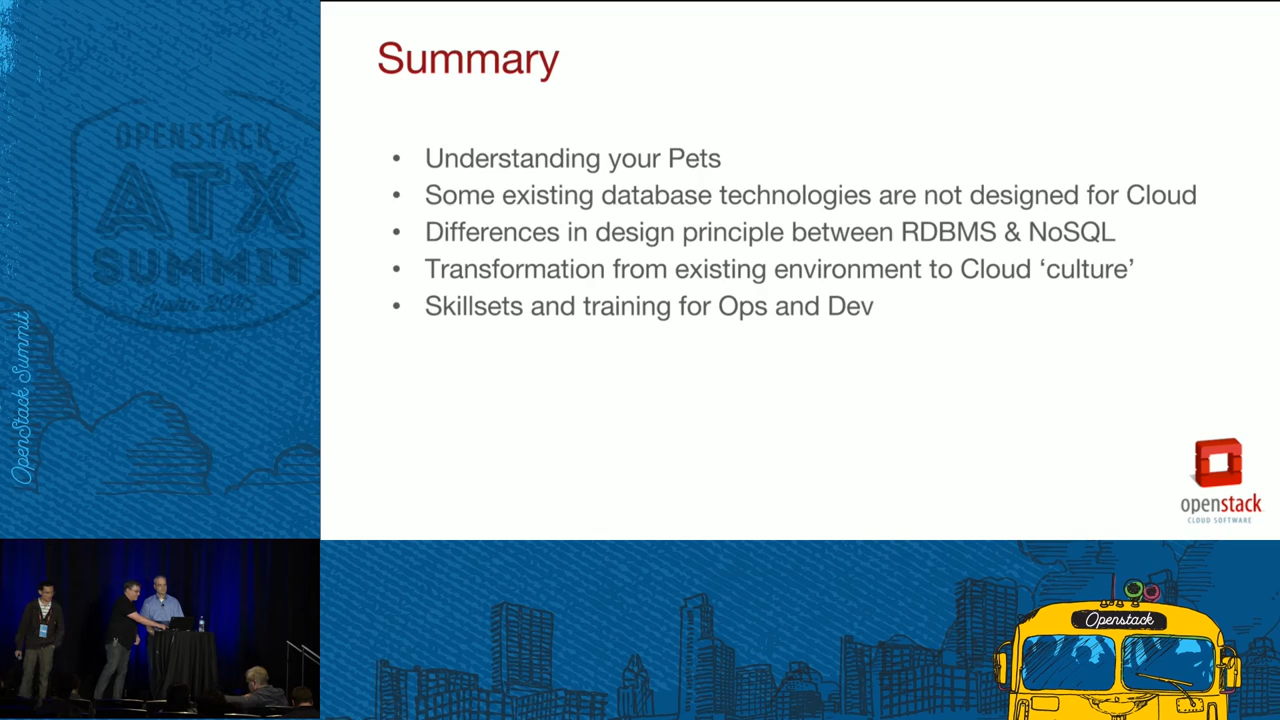 Summary
• Understanding your Pets
• Some existing database technologies are not designed for Cloud
• Differences in design principle between RDBMS & NoSQL
• Transformation from existing environment to Cloud ‘culture’
• Skillsets and training for Ops and Dev
openstack
CLOUD SOFTWARE
OPENSTACK
ATX
SUMMIT
Austin 2016
OpenStack Summit
Openstack